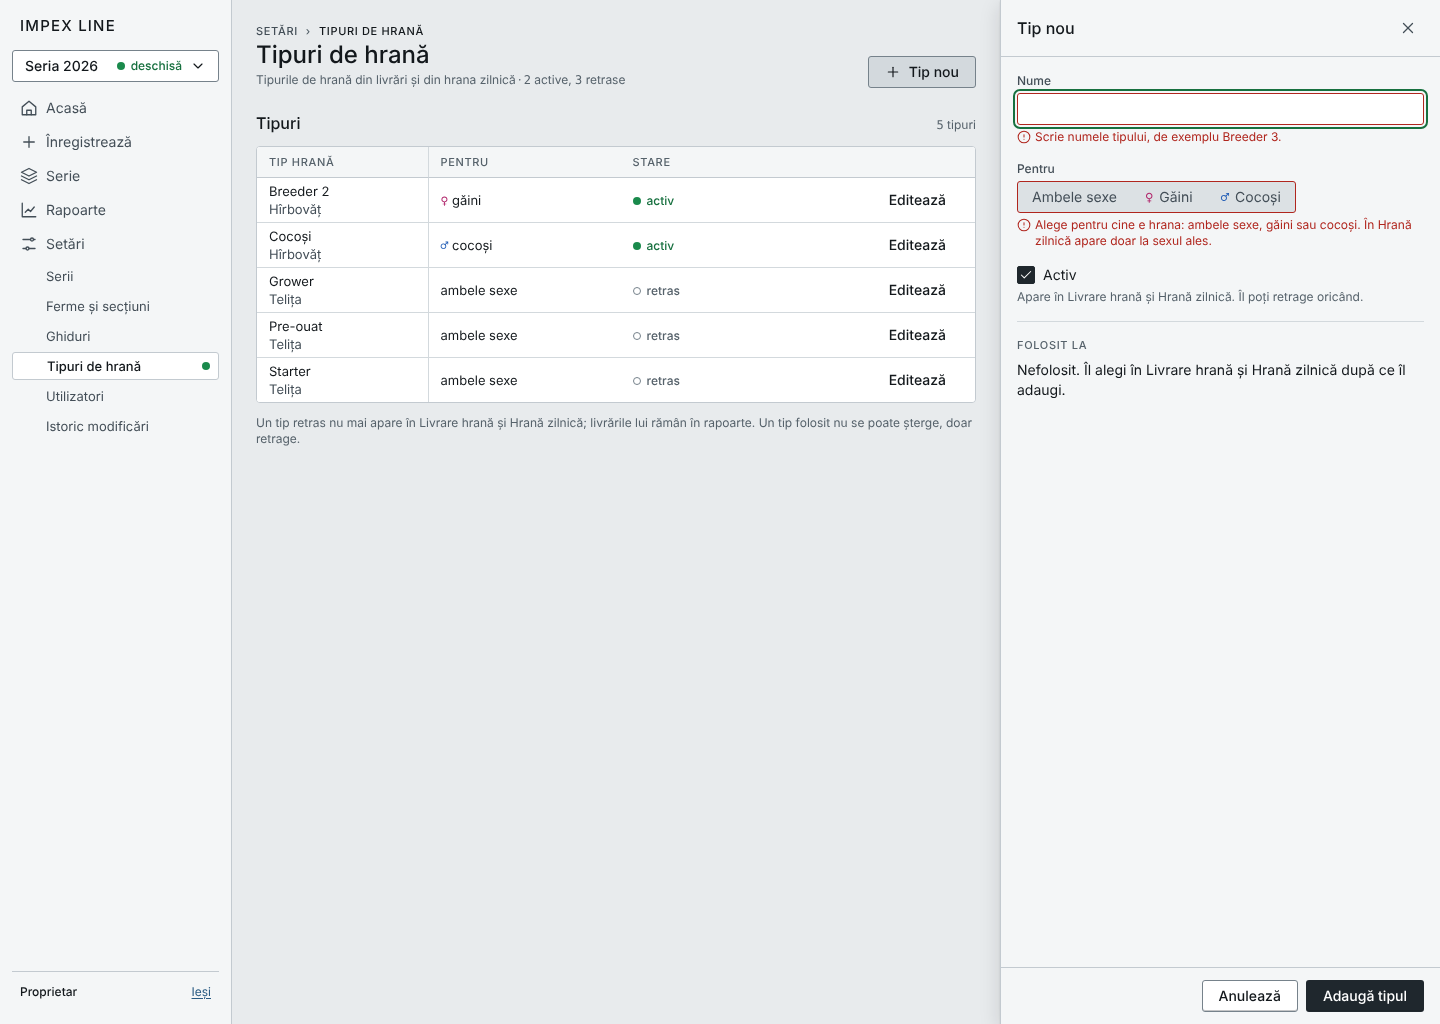 IMPEX LINE
Seria 2026 deschisă
Acasă
Înregistrează
Serie
Rapoarte
Setări
Serii
Ferme și secțiuni
Ghiduri
Tipuri de hrană
Utilizatori
Istoric modificări
Proprietar Ieși
SETĂRI › TIPURI DE HRANĂ
Tipuri de hrană
Tipurile de hrană din livrări și din hrana zilnică · 2 active, 3 retrase
+ Tip nou
Tipuri 5 tipuri
TIP HRANĂ PENTRU STARE
Breeder 2
Hîrbovăț
♀ găini activ Editează
Cocoși
Hîrbovăț
♂ cocoși activ Editează
Grower
Telița
ambele sexe retras Editează
Pre-ouat
Telița
ambele sexe retras Editează
Starter
Telița
ambele sexe retras Editează
Un tip retras nu mai apare în Livrare hrană și Hrană zilnică; livrările lui rămân în rapoarte. Un tip folosit nu se poate șterge, doar
retrage.
Tip nou
Nume
Scrie numele tipului, de exemplu Breeder 3.
Pentru
Ambele sexe ♀ Găini ♂ Cocoși
Alege pentru cine e hrana: ambele sexe, găini sau cocoși. În Hrană
zilnică apare doar la sexul ales.
Activ
Apare în Livrare hrană și Hrană zilnică. Îl poți retrage oricând.
FOLOSIT LA
Nefolosit. Îl alegi în Livrare hrană și Hrană zilnică după ce îl
adaugi.
Anulează Adaugă tipul